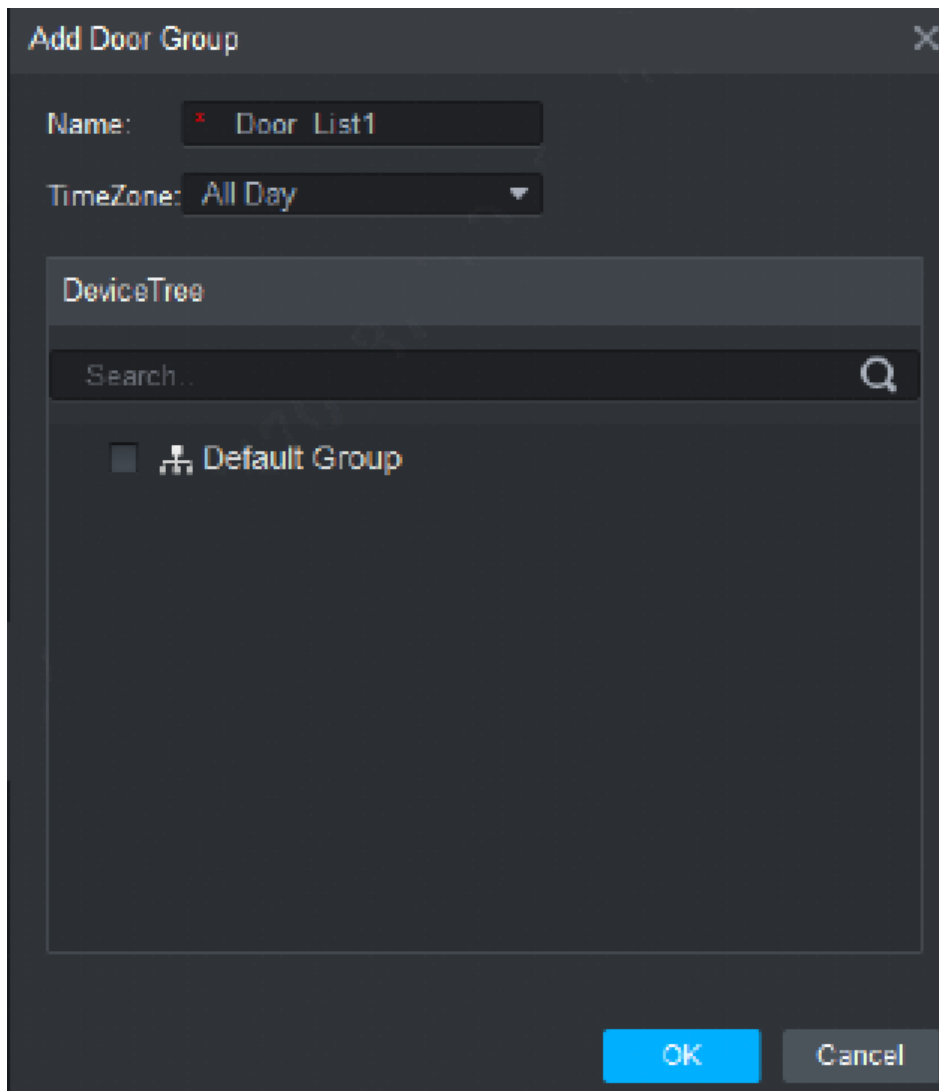 Add Door Group
Name: * Door List1
TimeZone: All Day
DeviceTree
Search..
Default Group
OK Cancel